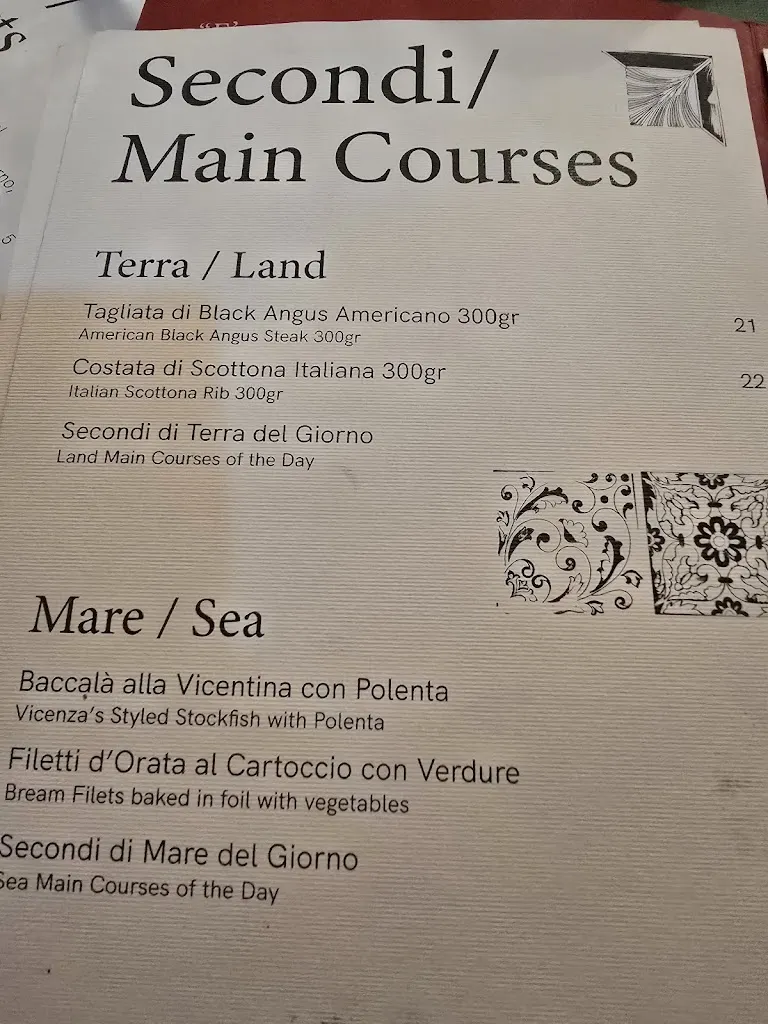 Secondi/
Main Courses
Terra / Land
Tagliata di Black Angus Americano 300gr 21
American Black Angus Steak 300gr
Costata di Scottona Italiana 300gr 22
Italian Scottona Rib 300gr
Secondi di Terra del Giorno
Land Main Courses of the Day
Mare / Sea
Baccalà alla Vicentina con Polenta
Vicenza's Styled Stockfish with Polenta
Filetti d'Orata al Cartoccio con Verdure
Bream Filets baked in foil with vegetables
Secondi di Mare del Giorno
Sea Main Courses of the Day